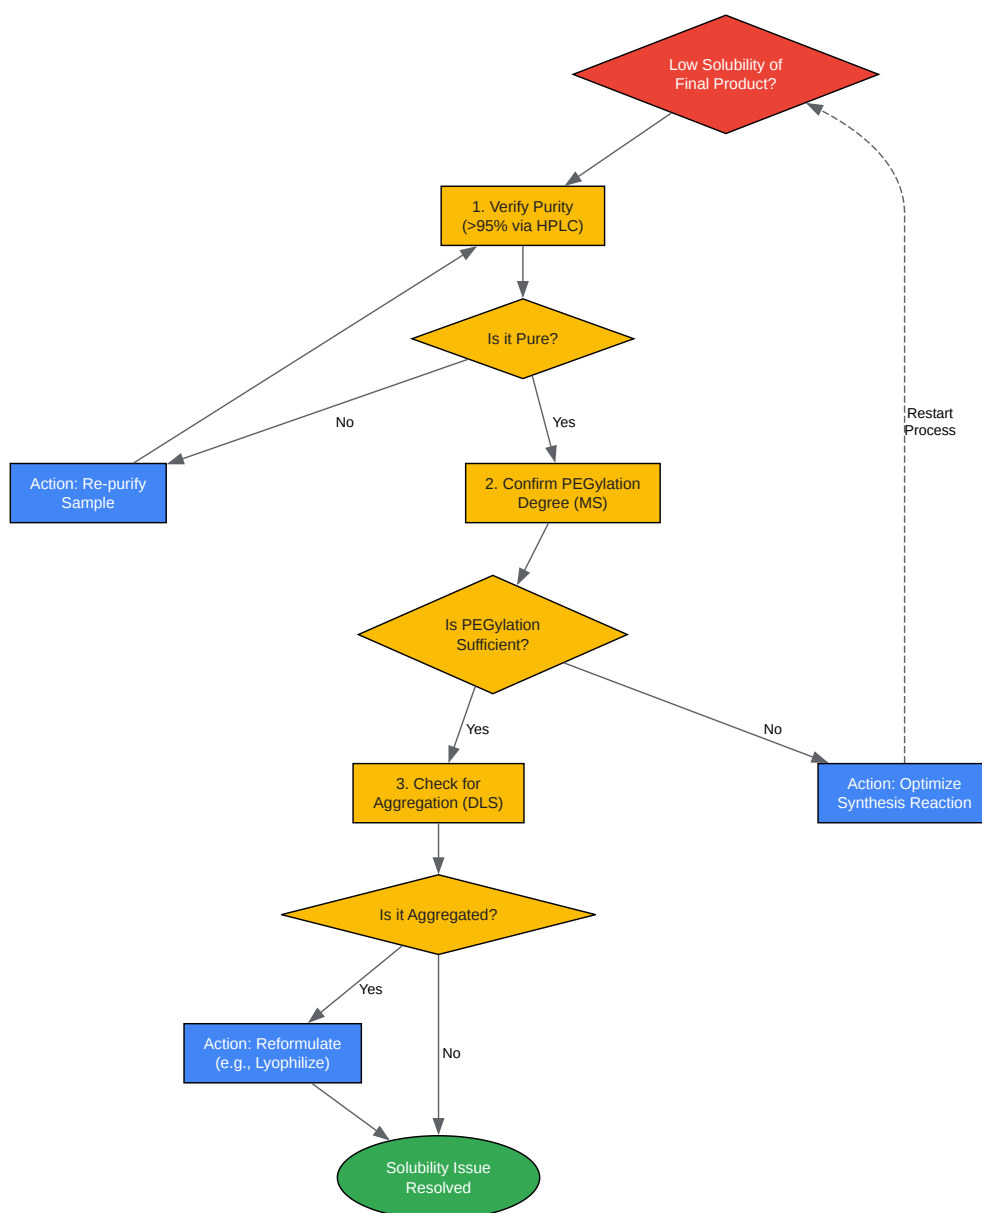 Low Solubility of
Final Product?
1. Verify Purity
(>95% via HPLC)
Is it Pure?
No
Yes
Restart
Process
Action: Re-purify
Sample
2. Confirm PEGylation
Degree (MS)
Is PEGylation
Sufficient?
Yes
No
3. Check for
Aggregation (DLS)
Action: Optimize
Synthesis Reaction
Is it Aggregated?
Yes
No
Action: Reformulate
(e.g., Lyophilize)
Solubility Issue
Resolved